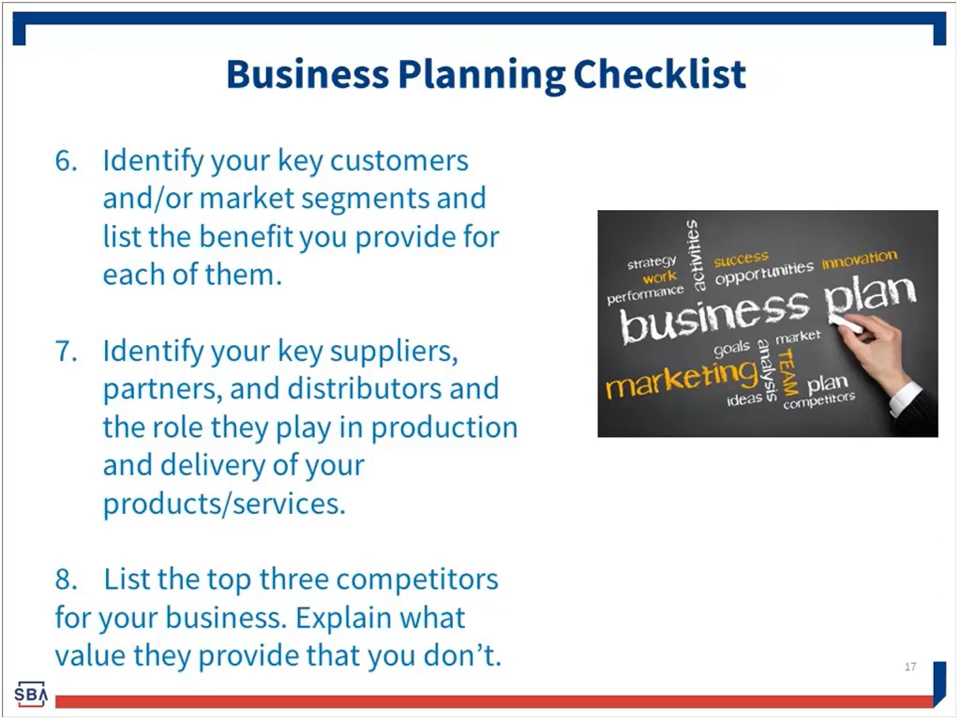 Business Planning Checklist
6. Identify your key customers
and/or market segments and
list the benefit you provide for
each of them.
7. Identify your key suppliers,
partners, and distributors and
the role they play in production
and delivery of your
products/services.
8. List the top three competitors
for your business. Explain what
value they provide that you don't.
strategy
work
performance
activities
success
opportunities
innovation
business plan
goals
market
marketing
analysis
TEAM
plan
ideas
competitors
17
SBA